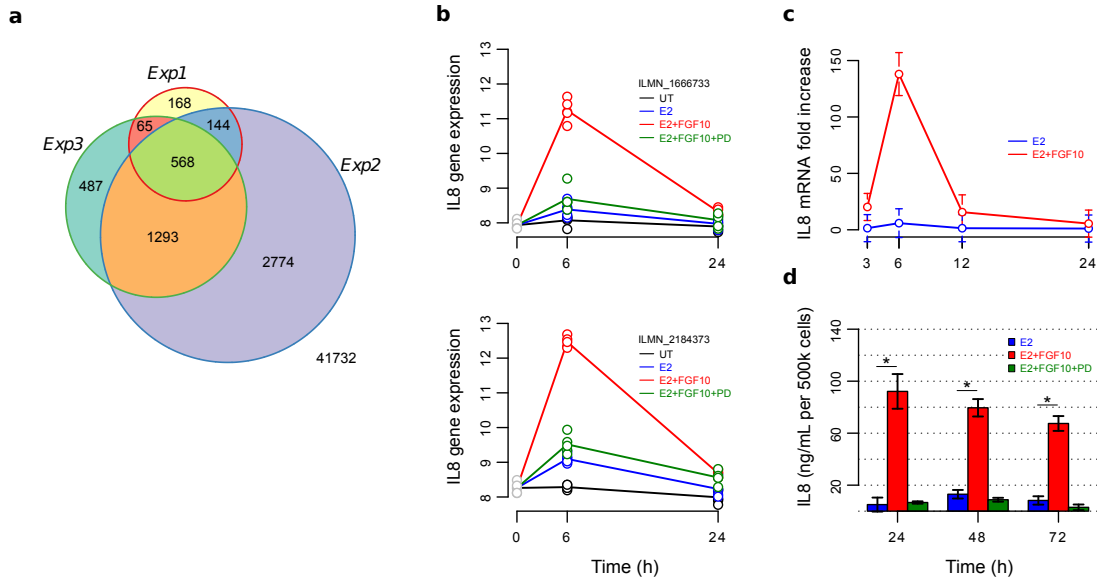 a
Exp1
168
65
144
Exp3
Exp2
568
487
1293
2774
41732
b
IL8 gene expression
13
12
11
10
9
8
ILMN_1666733
UT
E2
E2+FGF10
E2+FGF10+PD
0
6
24
IL8 gene expression
13
12
11
10
9
8
ILMN_2184373
UT
E2
E2+FGF10
E2+FGF10+PD
0
6
24
Time (h)
c
IL8 mRNA fold increase
150
100
50
0
E2
E2+FGF10
3
6
12
24
d
IL8 (ng/mL per 500k cells)
140
100
60
20
E2
E2+FGF10
E2+FGF10+PD
*
*
*
24
48
72
Time (h)